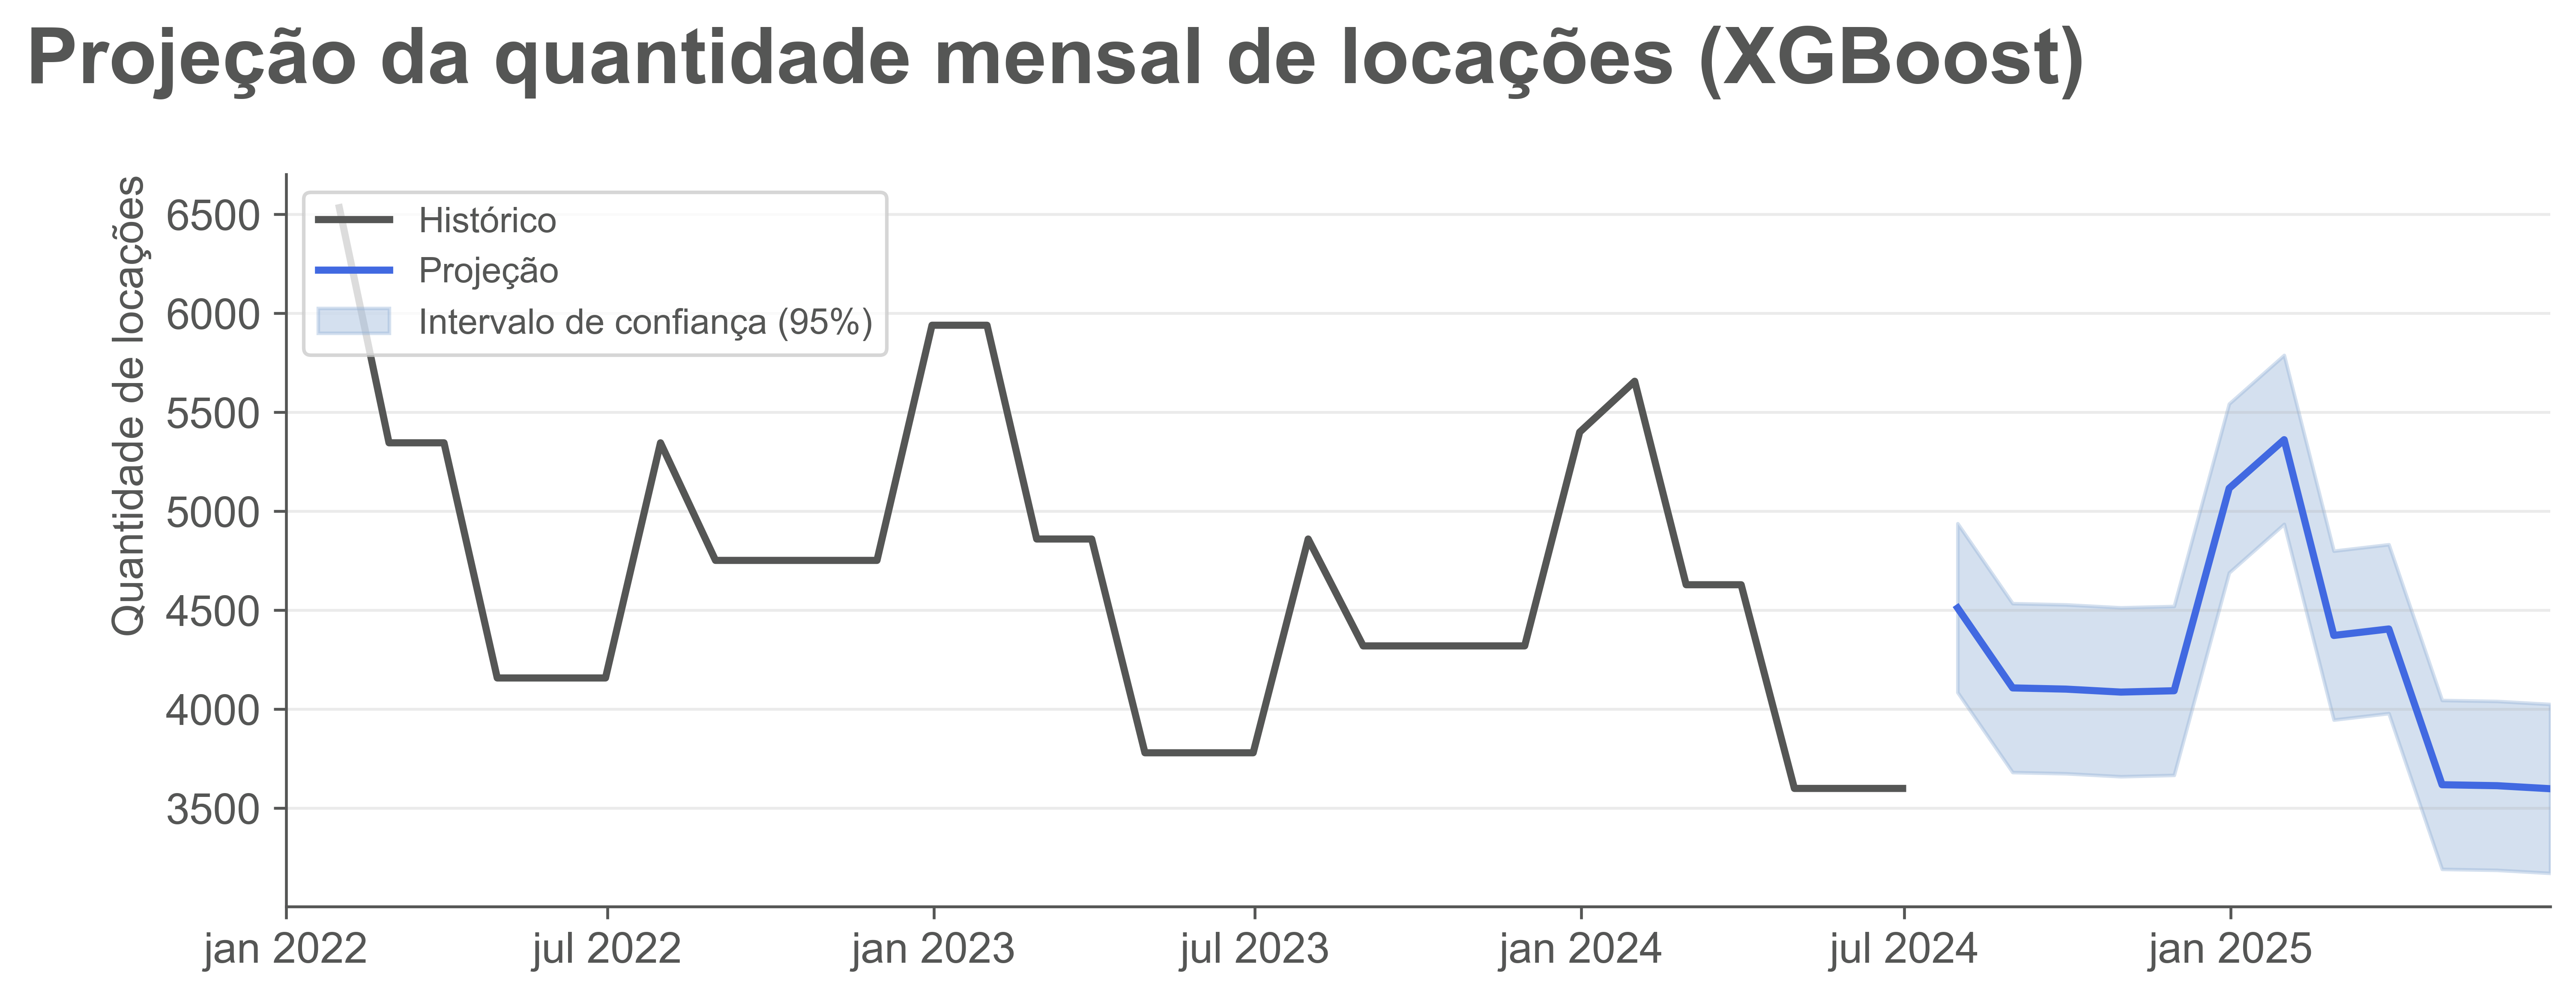 Projeção da quantidade mensal de locações (XGBoost)
Quantidade de locações
6500
6000
5500
5000
4500
4000
3500
Histórico
Projeção
Intervalo de confiança (95%)
jan 2022
jul 2022
jan 2023
jul 2023
jan 2024
jul 2024
jan 2025